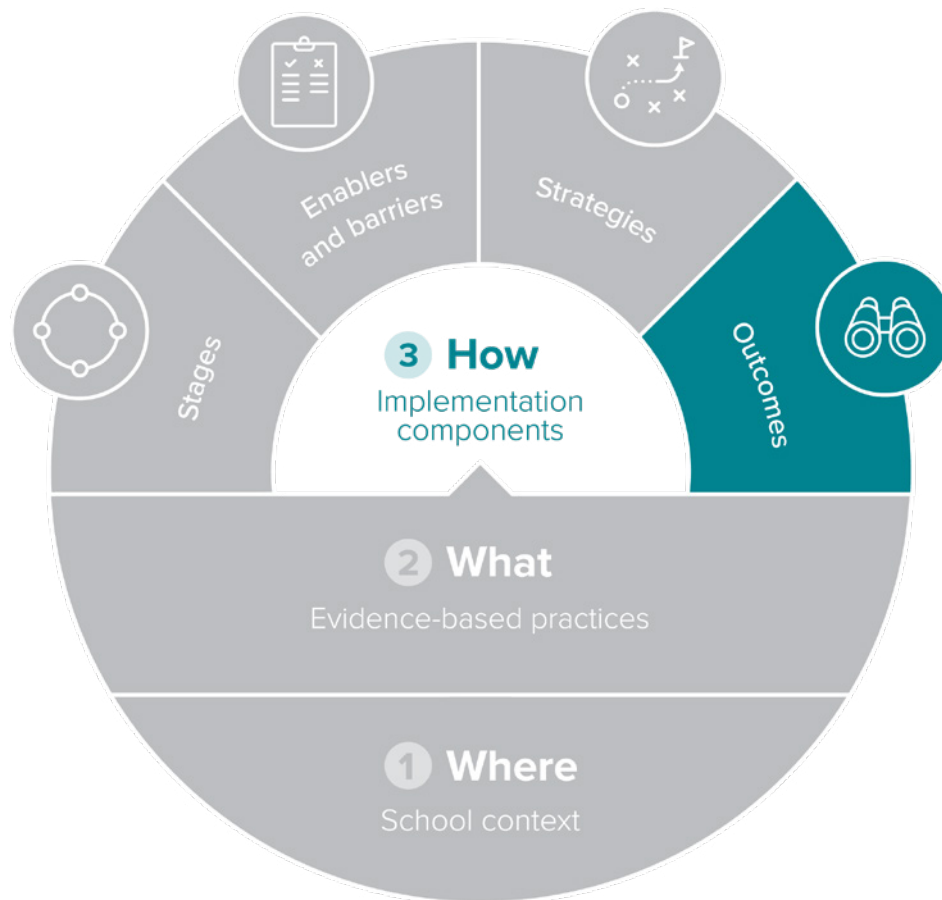 Enablers
and barriers
Strategies
Stages
Outcomes
3 How
Implementation
components
2 What
Evidence-based practices
1 Where
School context